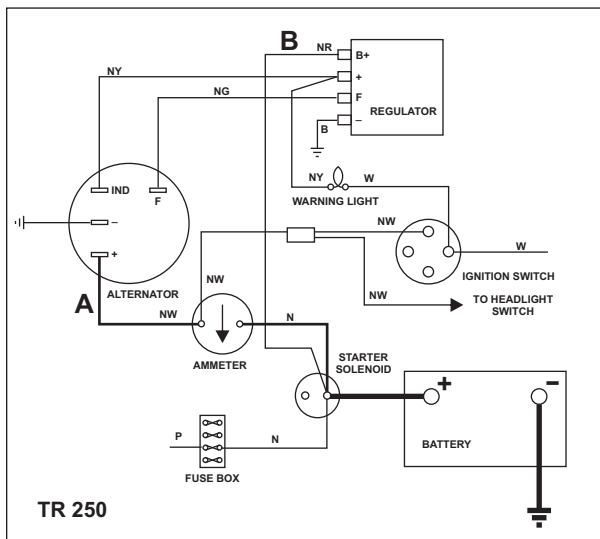 B
NR
B+
NY
+
NG
F
REGULATOR
–
B
IND
F
NY
W
WARNING LIGHT
–
NW
+
W
IGNITION SWITCH
A
ALTERNATOR
NW
NW
TO HEADLIGHT
SWITCH
NW
N
AMMETER
STARTER
SOLENOID
+
–
P
N
BATTERY
FUSE BOX
TR 250